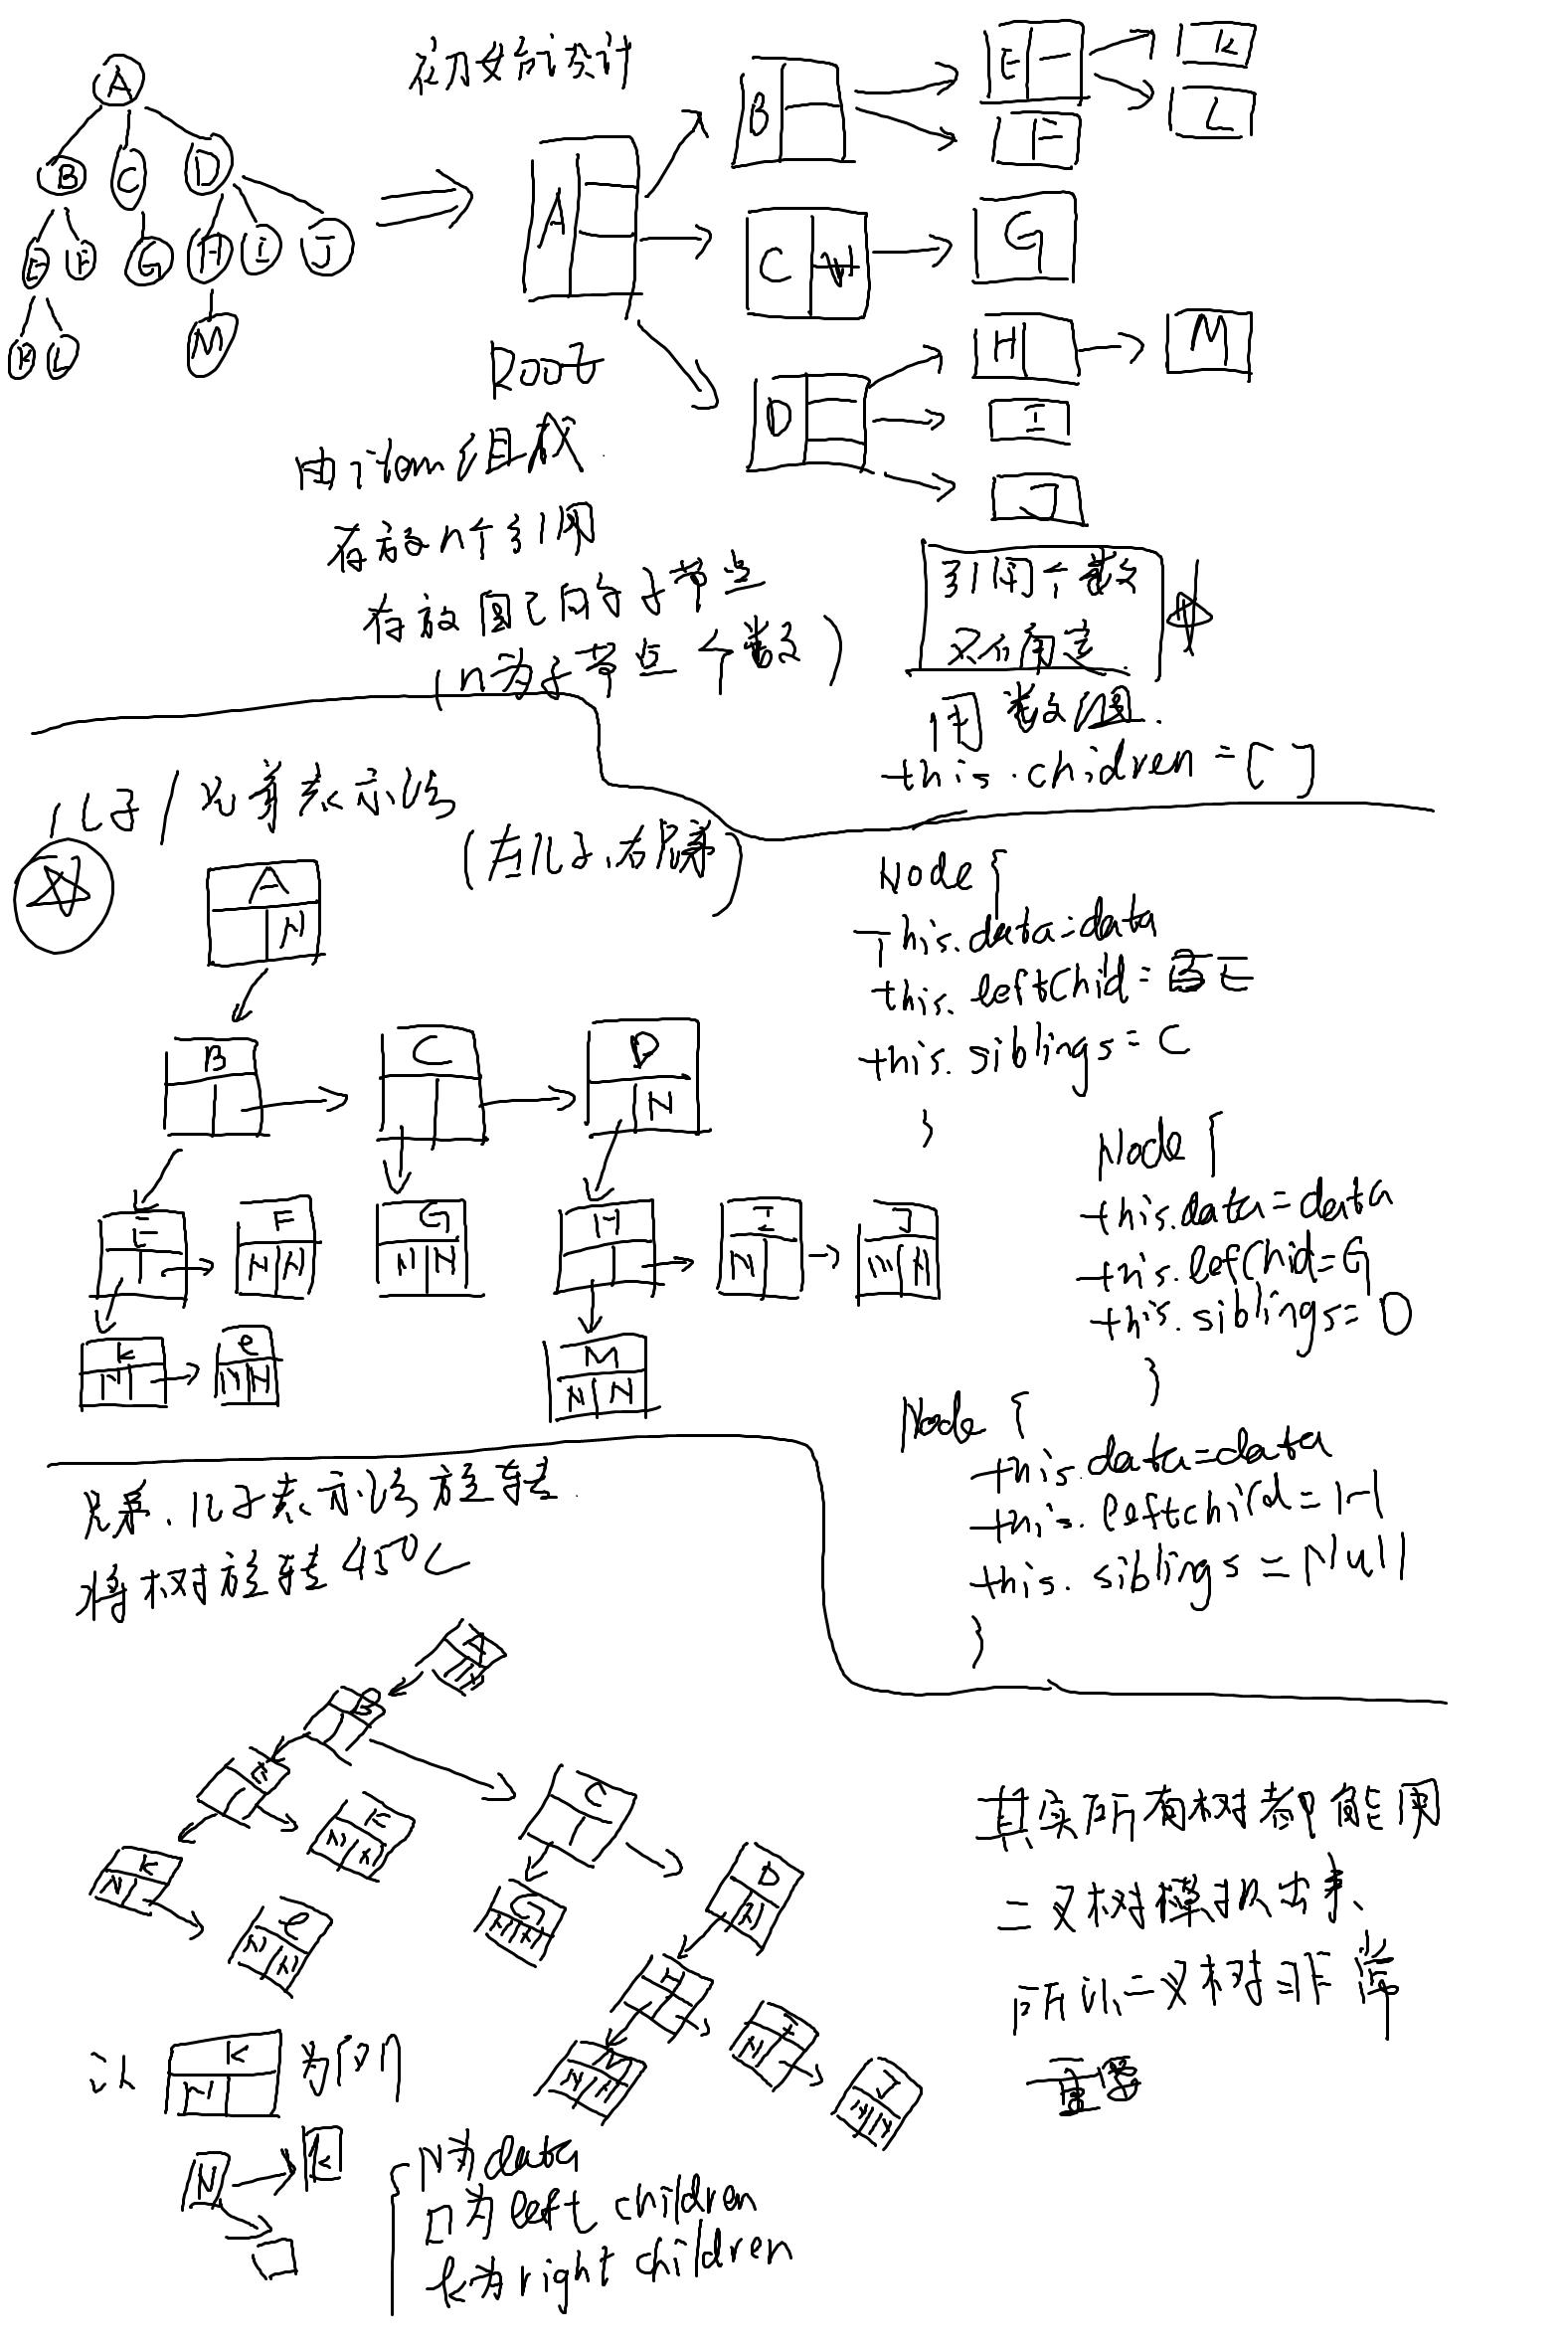 初始设计
A
B C D
E F G H I J
K L M
A
B
C N
D
E
F
G
H
I
J
K
L
M
Root
由item组成
存放n个引用
存放自己的子节点
(n为子节点个数)
引用个数
不确定
用数组.
this.chidren = []
儿子/兄弟表示法
(左儿子、右兄弟)
A
N
B C D
N
E F G H I J
N N N N N N N
K e M
N N N N N
Node {
This.data=data
this.leftChid= E
this.siblings= C
}
Node {
this.data=data
this.lefChid=G
this.siblings= D
}
Node {
this.data=data
this.leftchird=H
this.siblings=Null
}
兄弟、儿子表示法旋转
将树旋转45°C
A
B
E C
K F D
N N N N
e G H
N N N N
M I J
N N N N N
其实所有树都能用
二叉树模拟出来、
所以二叉树非常
重要
以 K 为例
N
N K
N为data
口为left children
k为right children